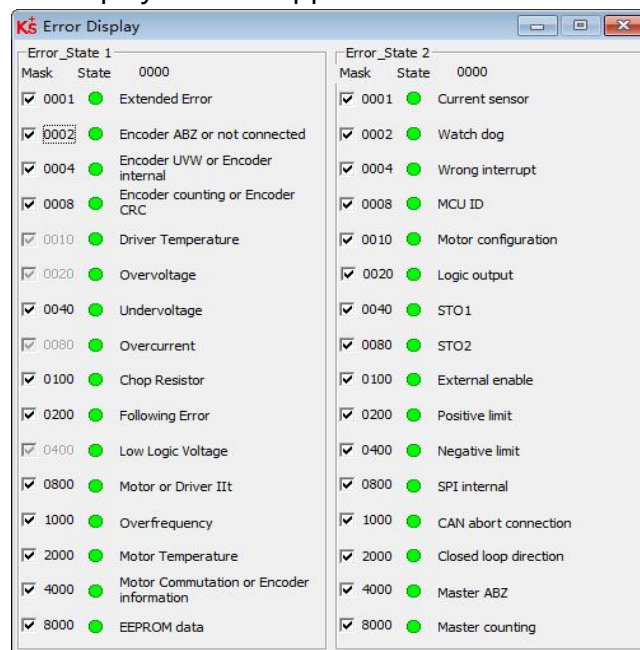 Kṡ Error Display
Error_State 1
Mask State 0000
0001 Extended Error
0002 Encoder ABZ or not connected
0004 Encoder UVW or Encoder
internal
0008 Encoder counting or Encoder
CRC
0010 Driver Temperature
0020 Overvoltage
0040 Undervoltage
0080 Overcurrent
0100 Chop Resistor
0200 Following Error
0400 Low Logic Voltage
0800 Motor or Driver IIt
1000 Overfrequency
2000 Motor Temperature
4000 Motor Commutation or Encoder
information
8000 EEPROM data
Error_State 2
Mask State 0000
0001 Current sensor
0002 Watch dog
0004 Wrong interrupt
0008 MCU ID
0010 Motor configuration
0020 Logic output
0040 STO1
0080 STO2
0100 External enable
0200 Positive limit
0400 Negative limit
0800 SPI internal
1000 CAN abort connection
2000 Closed loop direction
4000 Master ABZ
8000 Master counting